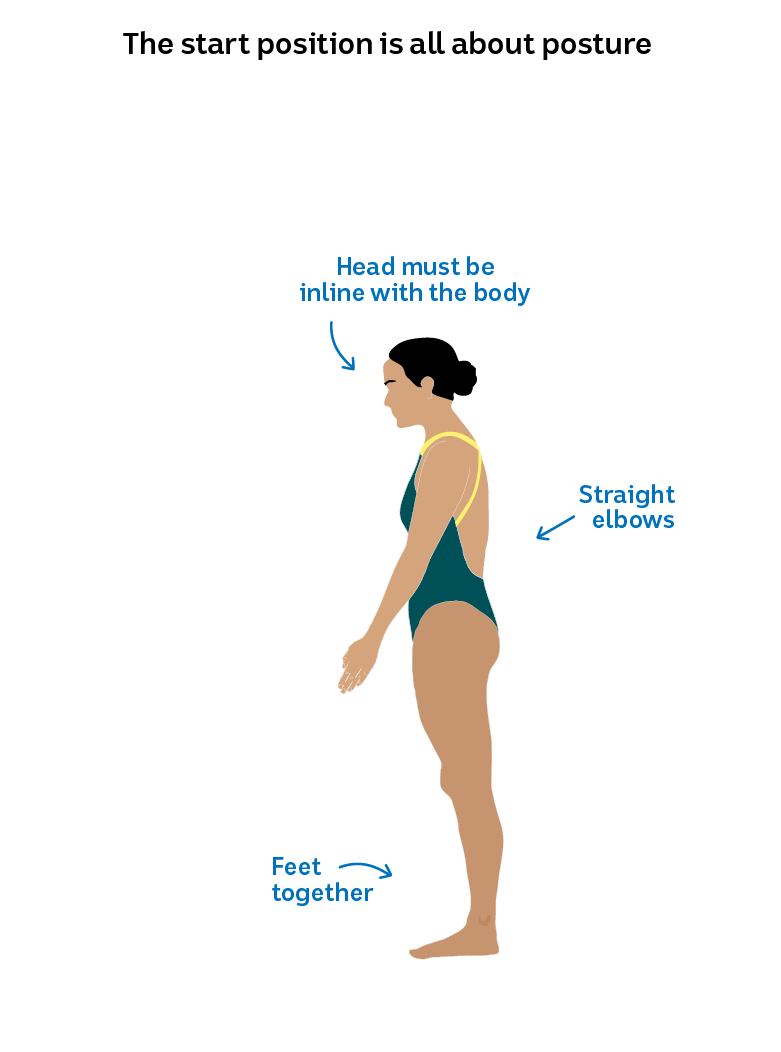 The start position is all about posture
Head must be
inline with the body
Straight
elbows
Feet
together